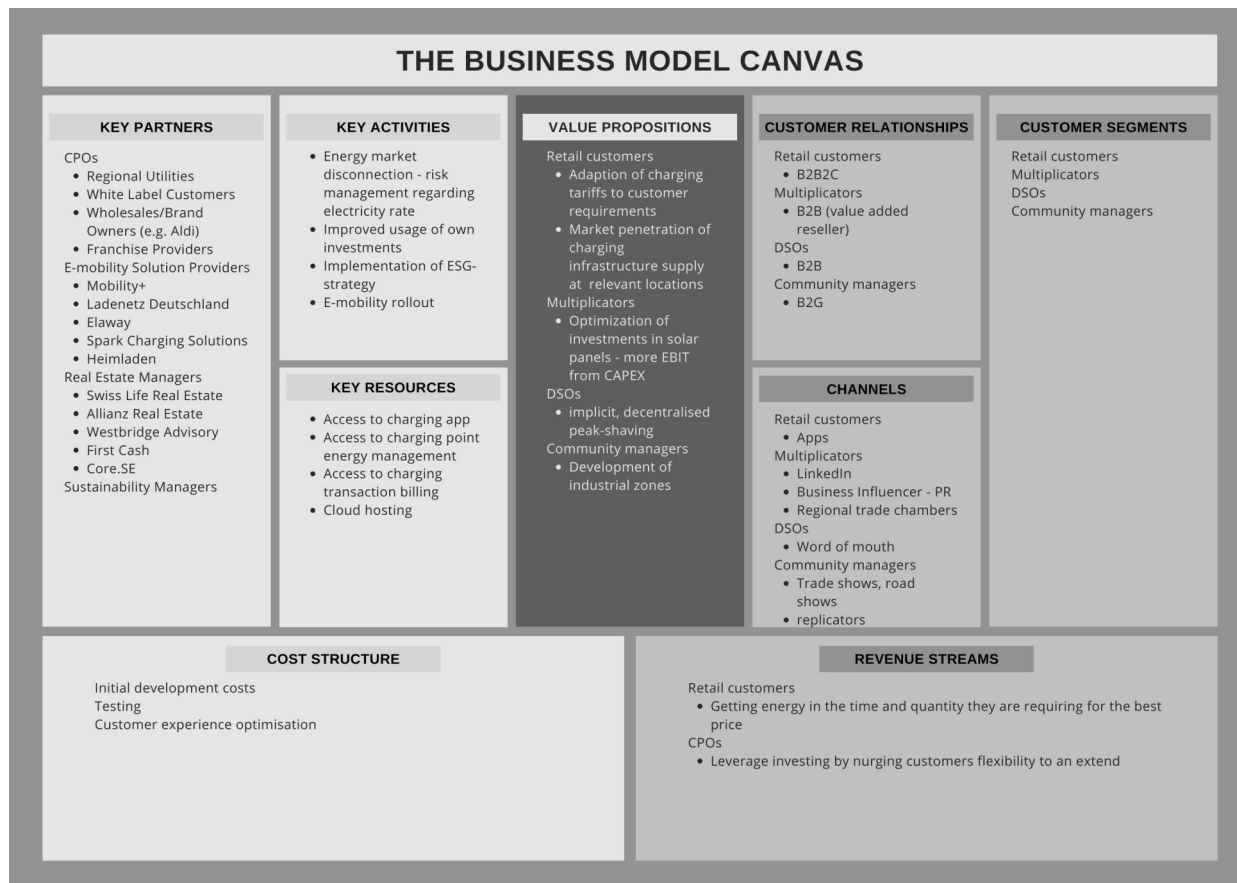 THE BUSINESS MODEL CANVAS
KEY PARTNERS
CPOs
• Regional Utilities
• White Label Customers
• Wholesales/Brand
Owners (e.g. Aldi)
• Franchise Providers
E-mobility Solution Providers
• Mobility+
• Ladenetz Deutschland
• Elaway
• Spark Charging Solutions
• Heimladen
Real Estate Managers
• Swiss Life Real Estate
• Allianz Real Estate
• Westbridge Advisory
• First Cash
• Core.SE
Sustainability Managers
KEY ACTIVITIES
• Energy market
disconnection - risk
management regarding
electricity rate
• Improved usage of own
investments
• Implementation of ESG-
strategy
• E-mobility rollout
KEY RESOURCES
• Access to charging app
• Access to charging point
energy management
• Access to charging
transaction billing
• Cloud hosting
VALUE PROPOSITIONS
Retail customers
• Adaption of charging
tariffs to customer
requirements
• Market penetration of
charging
infrastructure supply
at relevant locations
Multiplicators
• Optimization of
investments in solar
panels - more EBIT
from CAPEX
DSOs
• implicit, decentralised
peak-shaving
Community managers
• Development of
industrial zones
CUSTOMER RELATIONSHIPS
Retail customers
• B2B2C
Multiplicators
• B2B (value added
reseller)
DSOs
• B2B
Community managers
• B2G
CHANNELS
Retail customers
• Apps
Multiplicators
• LinkedIn
• Business Influencer - PR
• Regional trade chambers
DSOs
• Word of mouth
Community managers
• Trade shows, road
shows
• replicators
CUSTOMER SEGMENTS
Retail customers
Multiplicators
DSOs
Community managers
COST STRUCTURE
Initial development costs
Testing
Customer experience optimisation
REVENUE STREAMS
Retail customers
• Getting energy in the time and quantity they are requiring for the best
price
CPOs
• Leverage investing by nurging customers flexibility to an extend